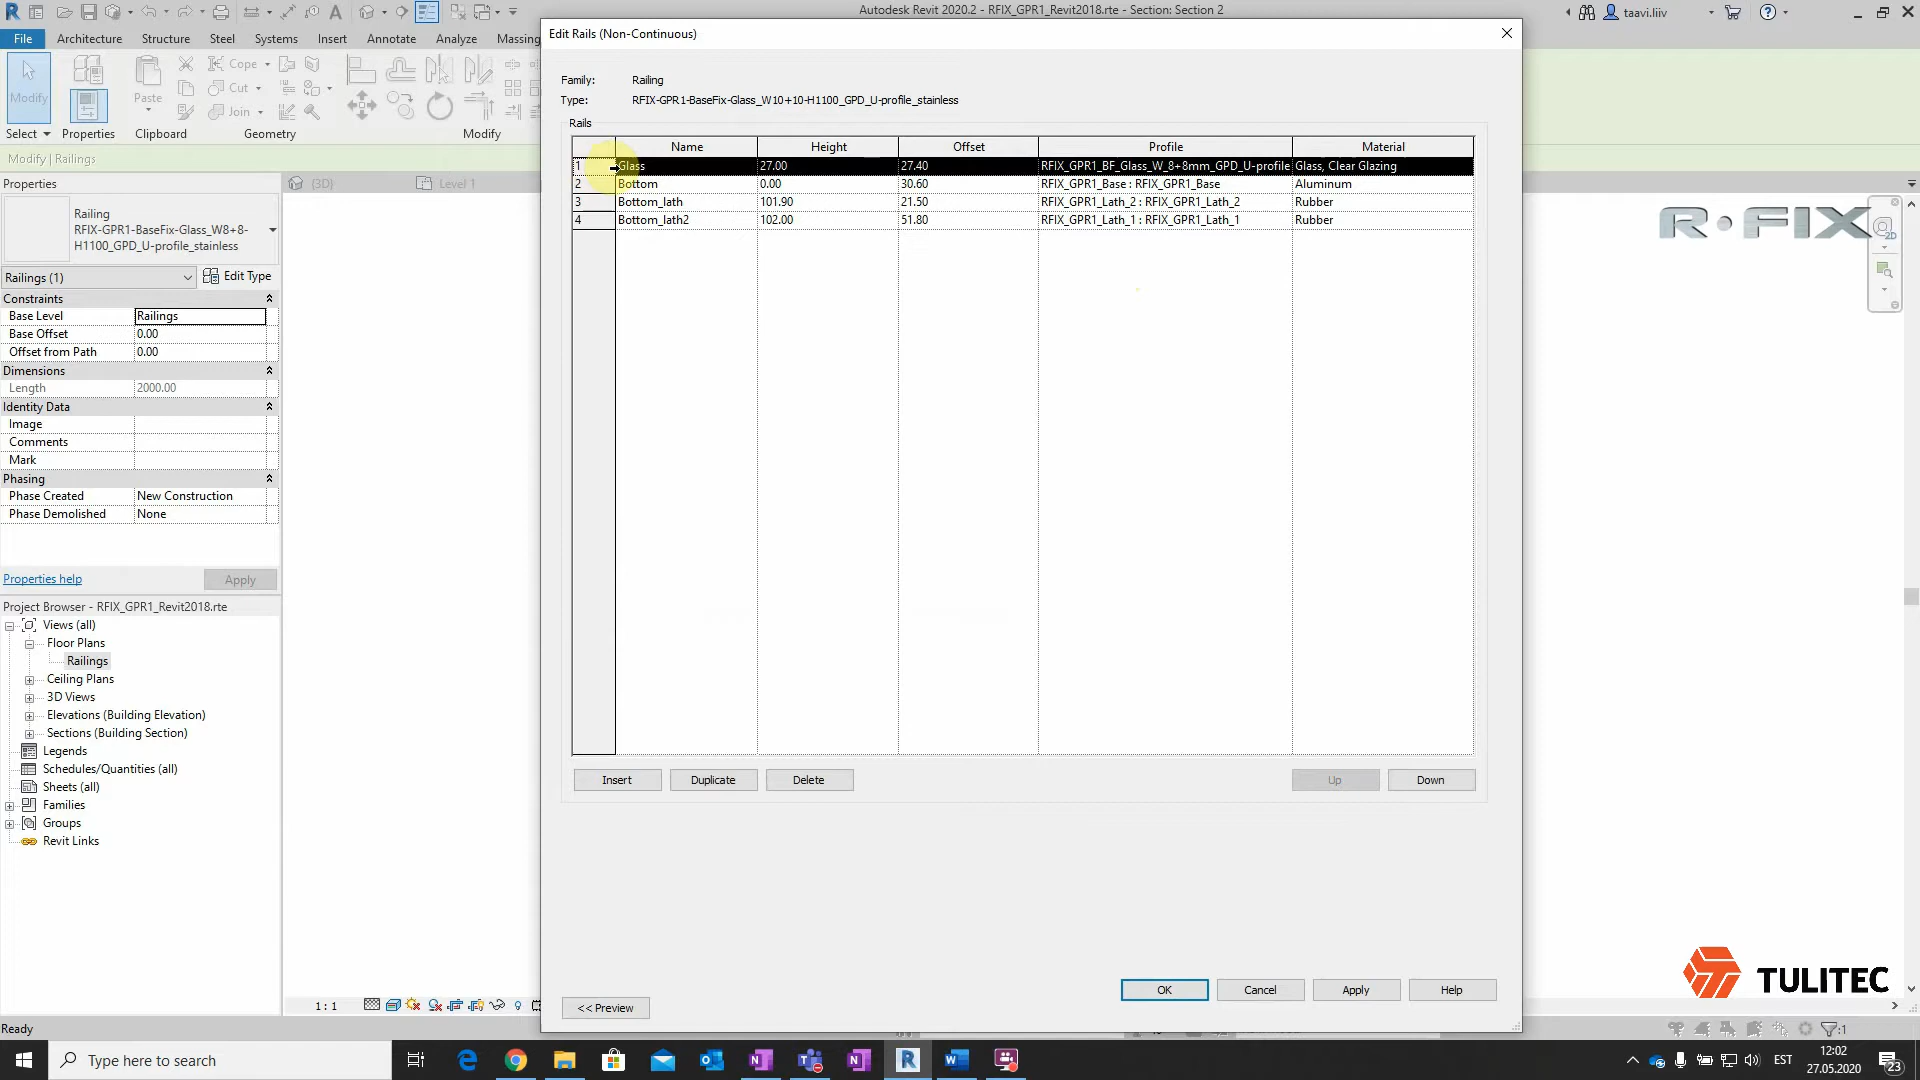 Autodesk Revit 2020.2 - RFIX_GPR1_Revit2018.rte - Section: Section 2
taavi.liiv
File
Architecture
Structure
Steel
Systems
Insert
Annotate
Analyze
Massing
Modify
Paste
Cope
Cut
Join
Select
Properties
Clipboard
Geometry
Modify
Modify | Railings
Properties
{3D}
Level 1
Railing
RFIX-GPR1-BaseFix-Glass_W8+8-
H1100_GPD_U-profile_stainless
Railings (1)
Edit Type
Constraints
Base Level Railings
Base Offset 0.00
Offset from Path 0.00
Dimensions
Length 2000.00
Identity Data
Image
Comments
Mark
Phasing
Phase Created New Construction
Phase Demolished None
Properties help
Apply
Project Browser - RFIX_GPR1_Revit2018.rte
Views (all)
Floor Plans
Railings
Ceiling Plans
3D Views
Elevations (Building Elevation)
Sections (Building Section)
Legends
Schedules/Quantities (all)
Sheets (all)
Families
Groups
Revit Links
Edit Rails (Non-Continuous)
Family: Railing
Type: RFIX-GPR1-BaseFix-Glass_W10+10-H1100_GPD_U-profile_stainless
Rails
Name Height Offset Profile Material
1 Glass 27.00 27.40 RFIX_GPR1_BF_Glass_W_8+8mm_GPD_U-profile Glass, Clear Glazing
2 Bottom 0.00 30.60 RFIX_GPR1_Base : RFIX_GPR1_Base Aluminum
3 Bottom_lath 101.90 21.50 RFIX_GPR1_Lath_2 : RFIX_GPR1_Lath_2 Rubber
4 Bottom_lath2 102.00 51.80 RFIX_GPR1_Lath_1 : RFIX_GPR1_Lath_1 Rubber
Insert
Duplicate
Delete
Up
Down
<< Preview
OK
Cancel
Apply
Help
R•FIX
2D
TULITEC
1 : 1
Ready
:1
Type here to search
EST
12:02
27.05.2020
23